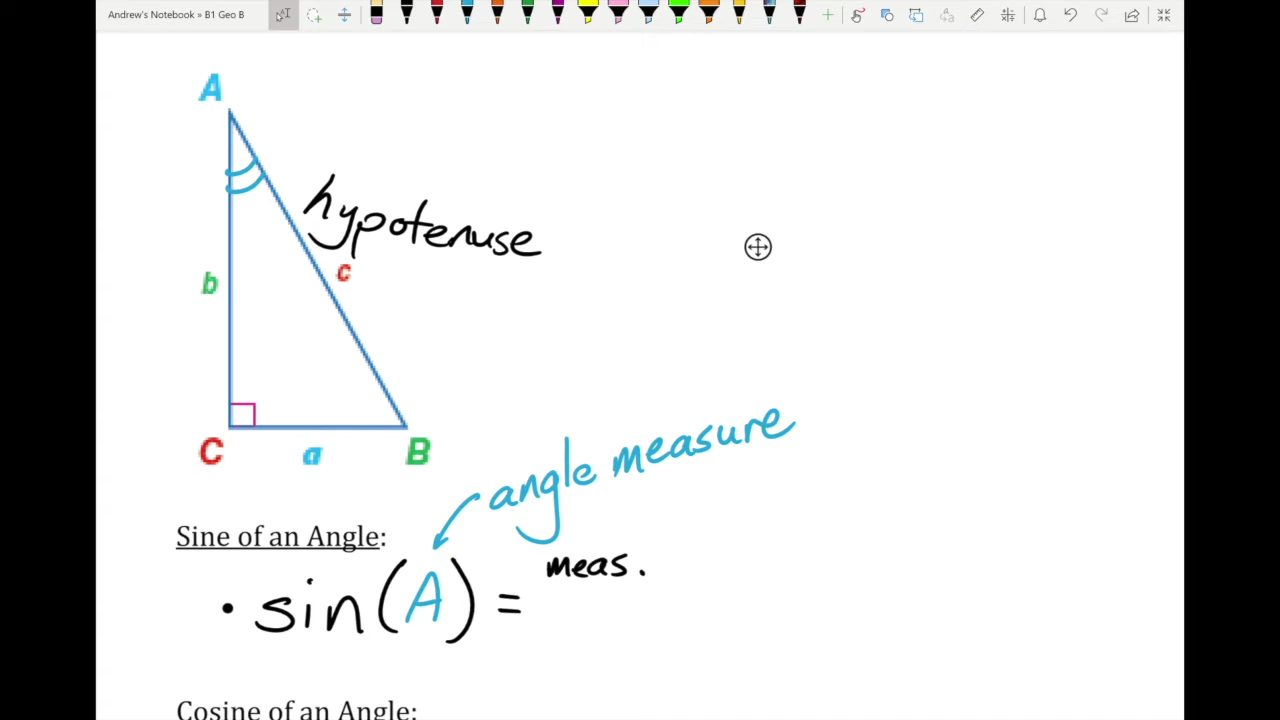 Andrew's Notebook » B1 Geo B
A
hypotenuse
b
c
C
a
B
angle measure
Sine of an Angle:
meas.
• sin(A) =
Cosine of an Angle: